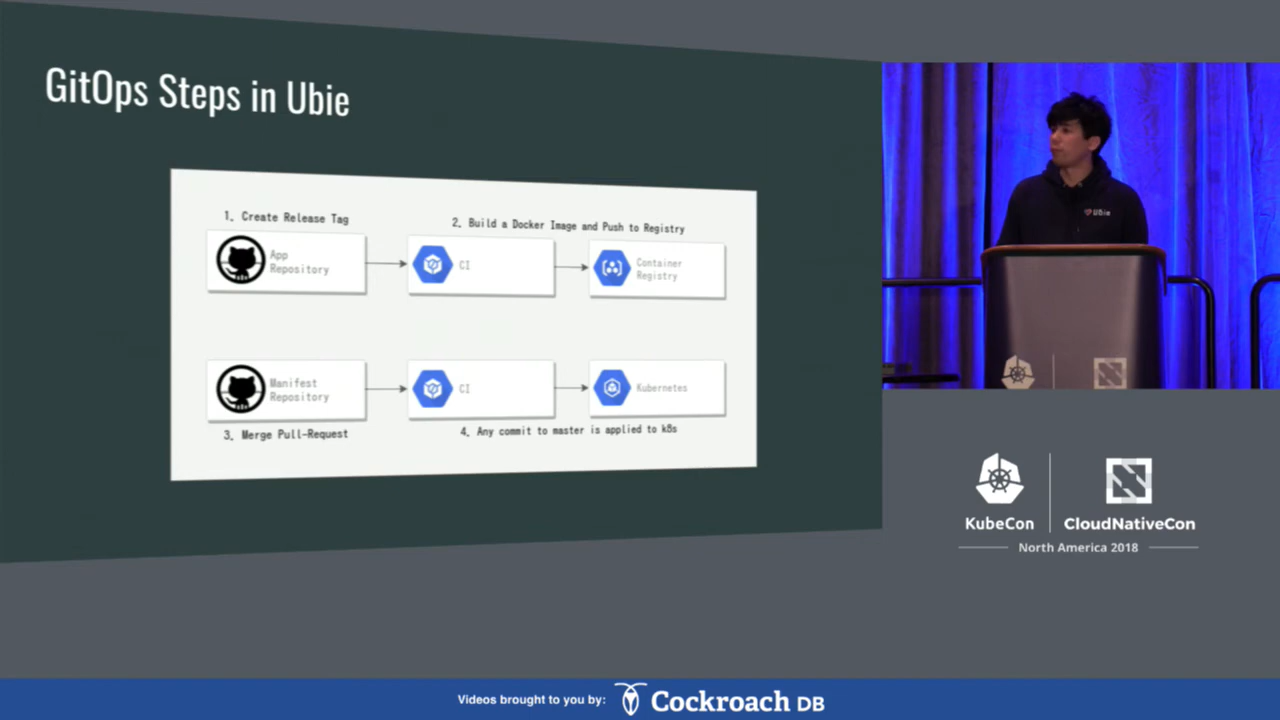 GitOps Steps in Ubie
1. Create Release Tag
2. Build a Docker Image and Push to Registry
App
Repository
CI
Container
Registry
Manifest
Repository
CI
Kubernetes
3. Merge Pull-Request
4. Any commit to master is applied to k8s
Ubie
KubeCon
CloudNativeCon
North America 2018
Videos brought to you by:
Cockroach DB